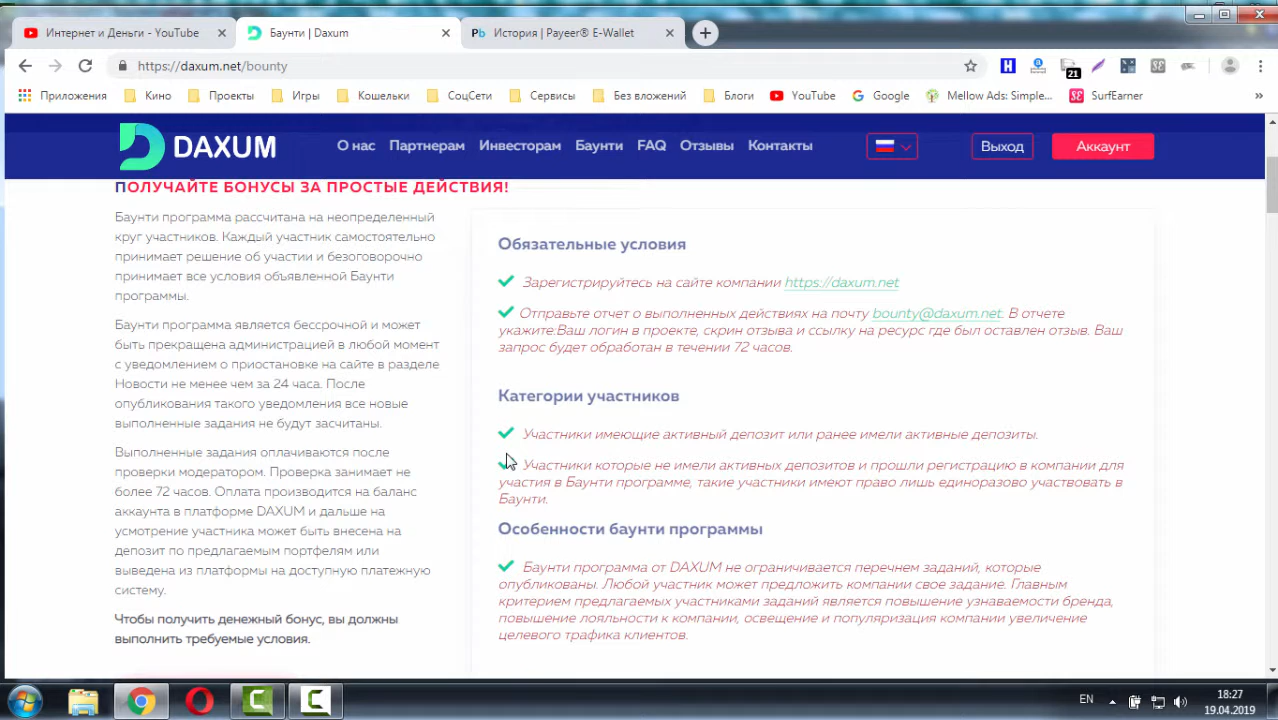 Интернет и Деньги - YouTube
Баунти | Daxum
Pb История | Payeer® E-Wallet
https://daxum.net/bounty
21
Приложения Кино Проекты Игры Кошельки СоцСети Сервисы Без вложений Блоги YouTube Google Mellow Ads: Simple... SurfEarner »
DAXUM О нас Партнерам Инвесторам Баунти FAQ Отзывы Контакты Выход Аккаунт
ПОЛУЧАЙТЕ БОНУСЫ ЗА ПРОСТЫЕ ДЕЙСТВИЯ!
Баунти программа рассчитана на неопределенный
круг участников. Каждый участник самостоятельно
принимает решение об участии и безоговорочно
принимает все условия объявленной Баунти
программы.
Баунти программа является бессрочной и может
быть прекращена администрацией в любой момент
с уведомлением о приостановке на сайте в разделе
Новости не менее чем за 24 часа. После
опубликования такого уведомления все новые
выполненные задания не будут засчитаны.
Выполненные задания оплачиваются после
проверки модератором. Проверка занимает не
более 72 часов. Оплата производится на баланс
аккаунта в платформе DAXUM и дальше на
усмотрение участника может быть внесена на
депозит по предлагаемым портфелям или
выведена из платформы на доступную платежную
систему.
Чтобы получить денежный бонус, вы должны
выполнить требуемые условия.
Обязательные условия
Зарегистрируйтесь на сайте компании https://daxum.net
Отправьте отчет о выполненных действиях на почту bounty@daxum.net. В отчете
укажите:Ваш логин в проекте, скрин отзыва и ссылку на ресурс где был оставлен отзыв. Ваш
запрос будет обработан в течении 72 часов.
Категории участников
Участники имеющие активный депозит или ранее имели активные депозиты.
Участники которые не имели активных депозитов и прошли регистрацию в компании для
участия в Баунти программе, такие участники имеют право лишь единоразово участвовать в
Баунти.
Особенности баунти программы
Баунти программа от DAXUM не ограничивается перечнем заданий, которые
опубликованы. Любой участник может предложить компании свое задание. Главным
критерием предлагаемых участниками заданий является повышение узнаваемости бренда,
повышение лояльности к компании, освещение и популяризация компании увеличение
целевого трафика клиентов.
EN
18:27
19.04.2019